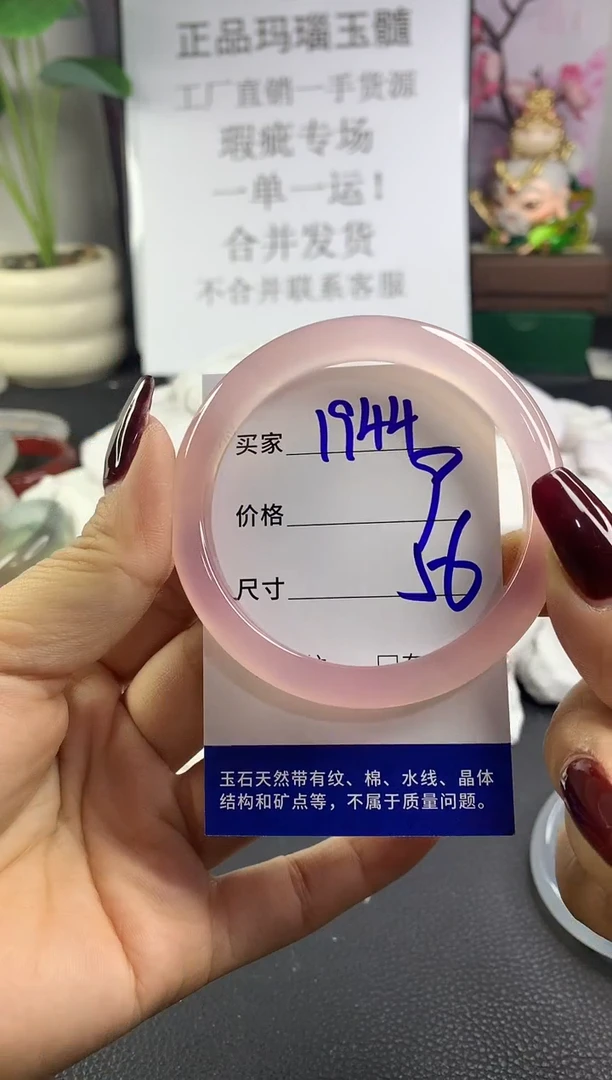 正品玛瑙玉髓
工厂直销一手货源
瑕疵专场
一单一运!
合并发货
不合并联系客服
买家 1944
价格
尺寸 56
玉石天然带有纹、棉、水线、晶体
结构和矿点等，不属于质量问题。